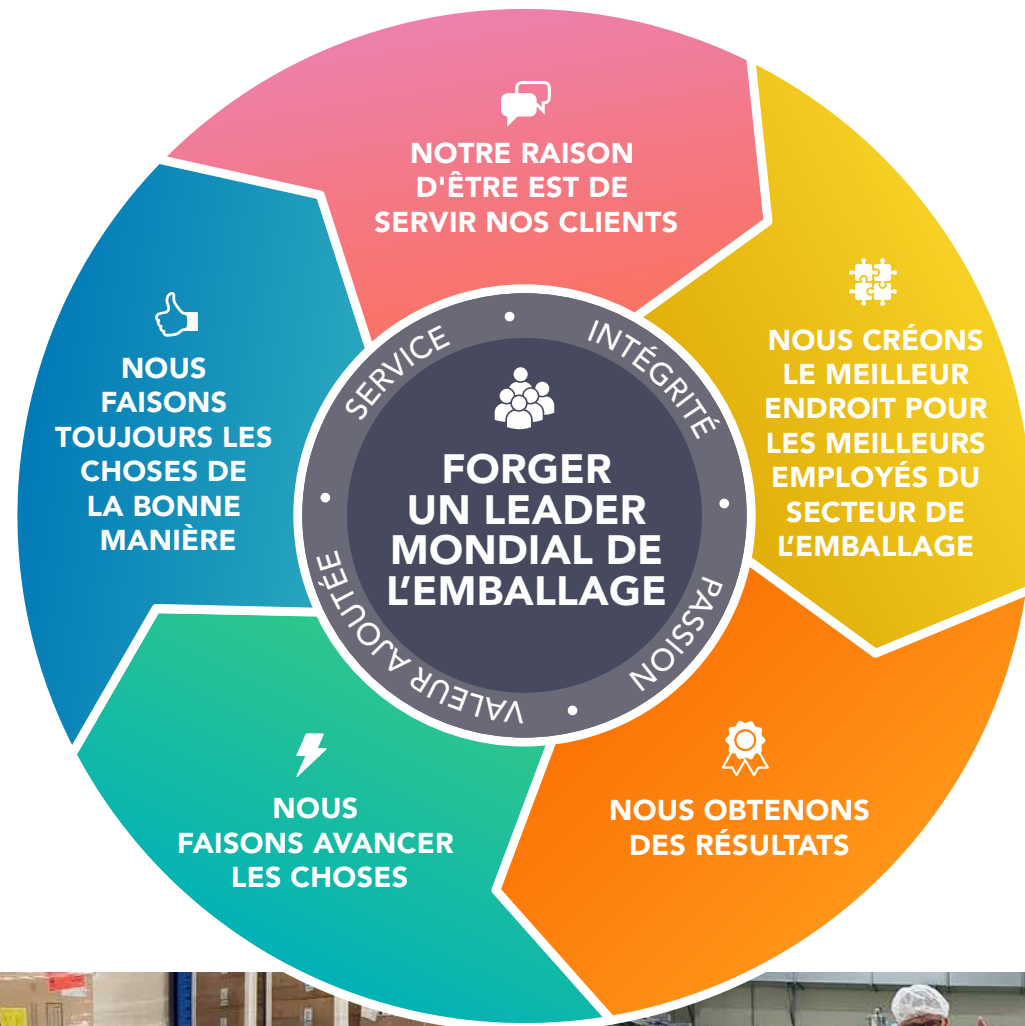 NOTRE RAISON
D'ÊTRE EST DE
SERVIR NOS CLIENTS
NOUS CRÉONS
LE MEILLEUR
ENDROIT POUR
LES MEILLEURS
EMPLOYÉS DU
SECTEUR DE
L’EMBALLAGE
NOUS OBTENONS
DES RÉSULTATS
NOUS
FAISONS AVANCER
LES CHOSES
NOUS
FAISONS
TOUJOURS LES
CHOSES DE
LA BONNE
MANIÈRE
SERVICE
INTÉGRITÉ
PASSION
VALEUR AJOUTÉE
FORGER
UN LEADER
MONDIAL DE
L’EMBALLAGE